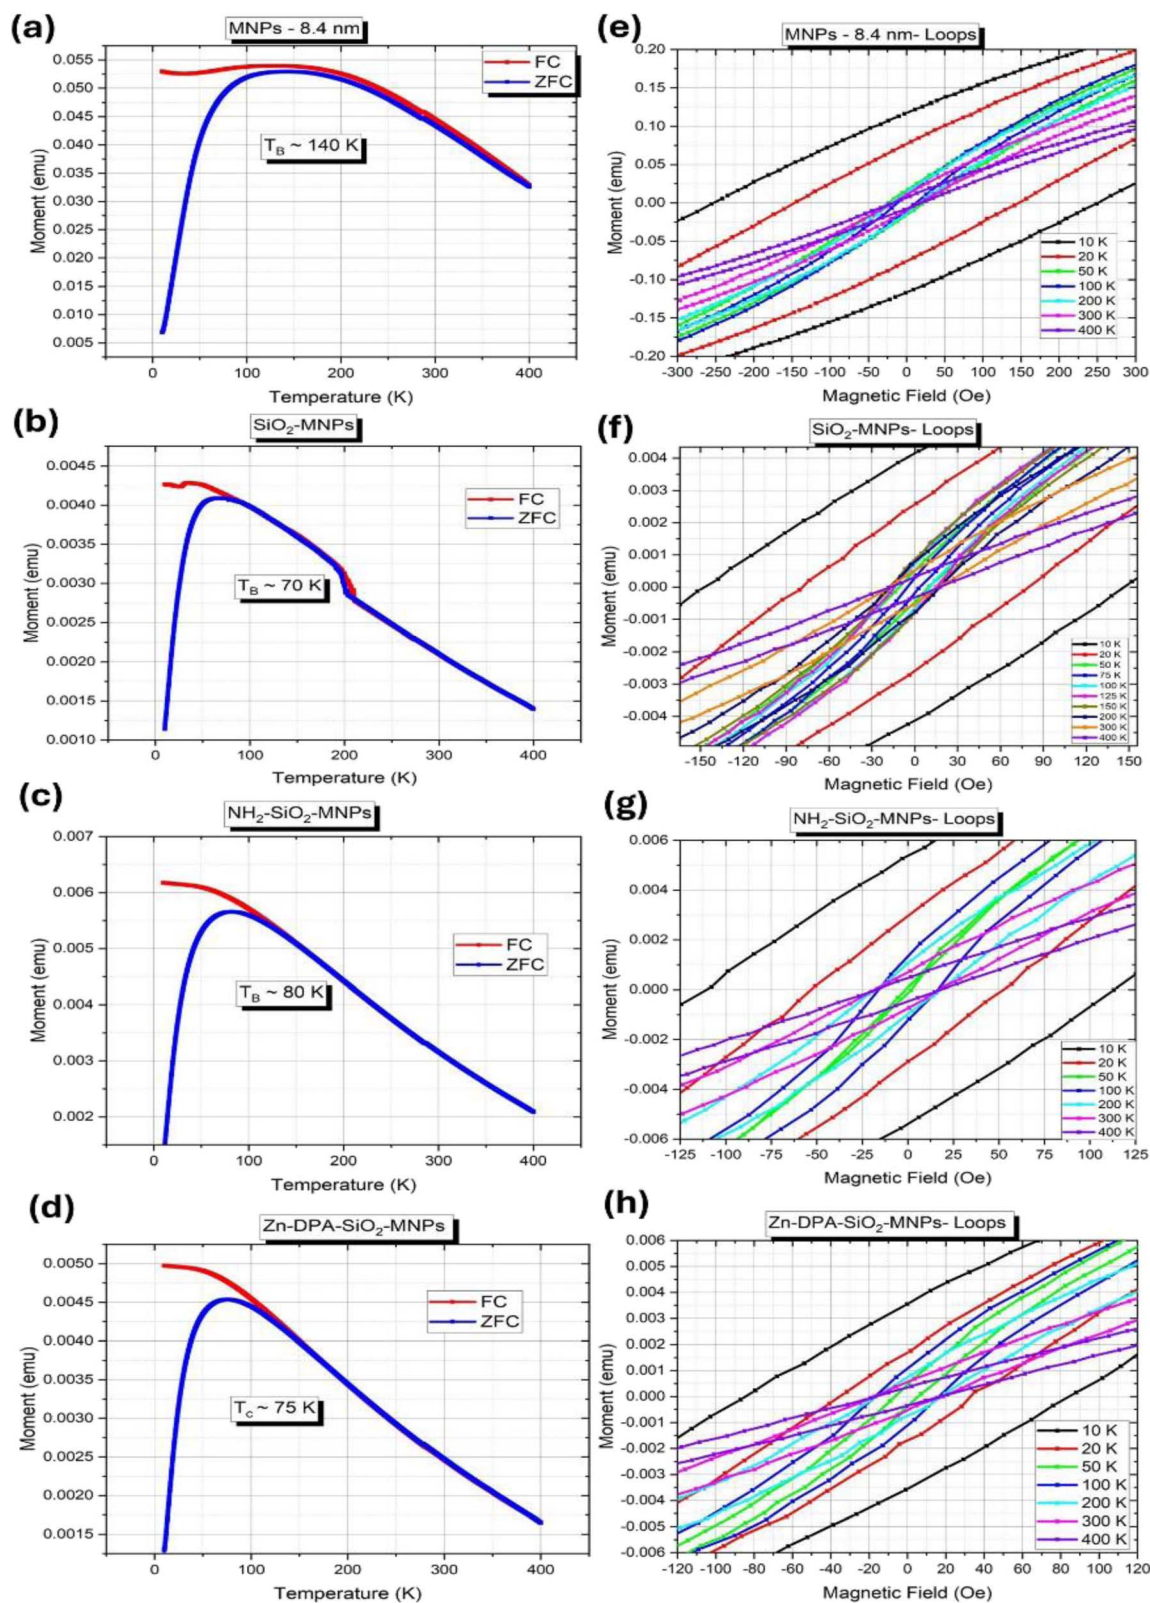 (a)
MNPs - 8.4 nm
FC
ZFC
T_B ~ 140 K
0.055
0.050
0.045
0.040
0.035
0.030
0.025
0.020
0.015
0.010
0.005
Moment (emu)
0 100 200 300 400
Temperature (K)
(e)
MNPs - 8.4 nm- Loops
0.20
0.15
0.10
0.05
0.00
-0.05
-0.10
-0.15
-0.20
Moment (emu)
10 K
20 K
50 K
100 K
200 K
300 K
400 K
-300 -250 -200 -150 -100 -50 0 50 100 150 200 250 300
Magnetic Field (Oe)
(b)
SiO₂-MNPs
FC
ZFC
T_B ~ 70 K
0.0045
0.0040
0.0035
0.0030
0.0025
0.0020
0.0015
0.0010
Moment (emu)
0 100 200 300 400
Temperature (K)
(f)
SiO₂-MNPs- Loops
0.004
0.003
0.002
0.001
0.000
-0.001
-0.002
-0.003
-0.004
Moment (emu)
10 K
20 K
50 K
75 K
100 K
125 K
150 K
200 K
300 K
400 K
-150 -120 -90 -60 -30 0 30 60 90 120 150
Magnetic Field (Oe)
(c)
NH₂-SiO₂-MNPs
FC
ZFC
T_B ~ 80 K
0.007
0.006
0.005
0.004
0.003
0.002
Moment (emu)
0 100 200 300 400
Temperature (K)
(g)
NH₂-SiO₂-MNPs- Loops
0.006
0.004
0.002
0.000
-0.002
-0.004
-0.006
Moment (emu)
10 K
20 K
50 K
100 K
200 K
300 K
400 K
-125 -100 -75 -50 -25 0 25 50 75 100 125
Magnetic Field (Oe)
(d)
Zn-DPA-SiO₂-MNPs
FC
ZFC
T_c ~ 75 K
0.0050
0.0045
0.0040
0.0035
0.0030
0.0025
0.0020
0.0015
Moment (emu)
0 100 200 300 400
Temperature (K)
(h)
Zn-DPA-SiO₂-MNPs- Loops
0.006
0.005
0.004
0.003
0.002
0.001
0.000
-0.001
-0.002
-0.003
-0.004
-0.005
-0.006
Moment (emu)
10 K
20 K
50 K
100 K
200 K
300 K
400 K
-120 -100 -80 -60 -40 -20 0 20 40 60 80 100 120
Magnetic Field (Oe)